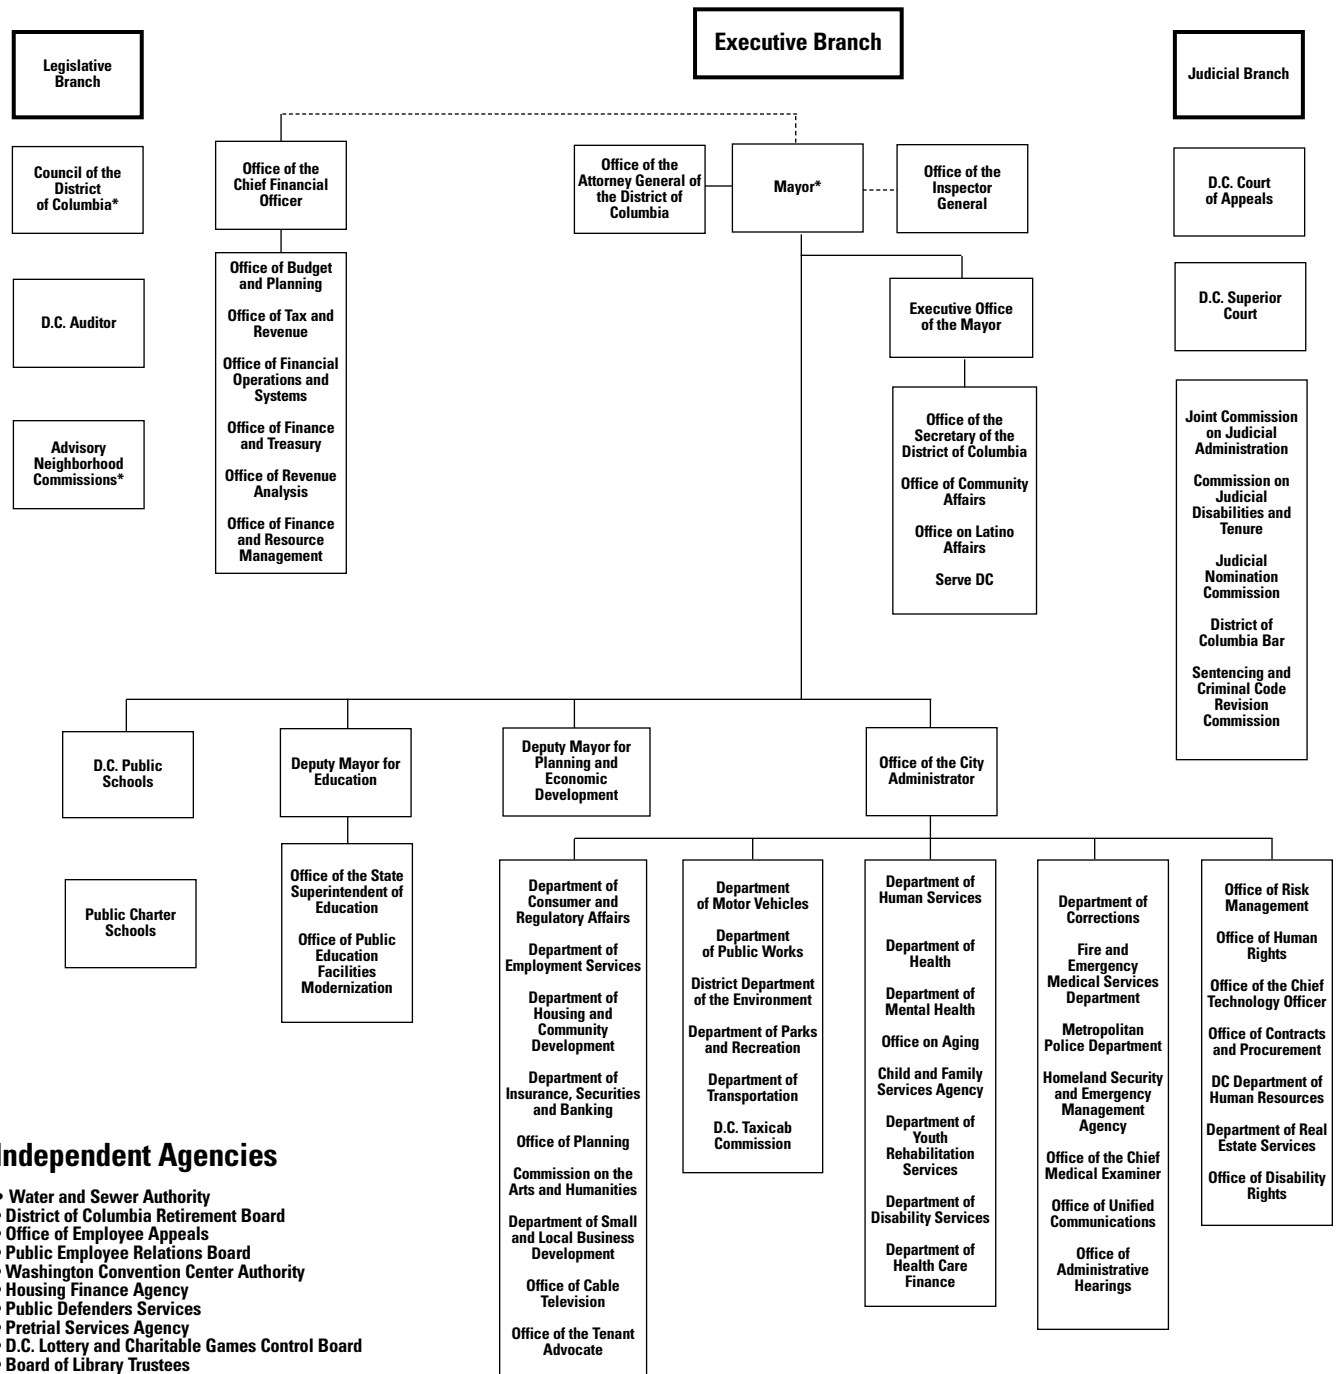 Executive Branch
Legislative
Branch
Judicial Branch
Council of the
District
of Columbia*
Office of the
Chief Financial
Officer
Office of the
Attorney General of
the District of
Columbia
Mayor*
Office of the
Inspector
General
D.C. Court
of Appeals
D.C. Auditor
Office of Budget
and Planning
Office of Tax and
Revenue
Office of Financial
Operations and
Systems
Office of Finance
and Treasury
Office of Revenue
Analysis
Office of Finance
and Resource
Management
Executive Office
of the Mayor
D.C. Superior
Court
Advisory
Neighborhood
Commissions*
Office of the
Secretary of the
District of Columbia
Office of Community
Affairs
Office on Latino
Affairs
Serve DC
Joint Commission
on Judicial
Administration
Commission on
Judicial
Disabilities and
Tenure
Judicial
Nomination
Commission
District of
Columbia Bar
Sentencing and
Criminal Code
Revision
Commission
D.C. Public
Schools
Deputy Mayor for
Education
Deputy Mayor for
Planning and
Economic
Development
Office of the City
Administrator
Public Charter
Schools
Office of the State
Superintendent of
Education
Office of Public
Education
Facilities
Modernization
Department of
Consumer and
Regulatory Affairs
Department of
Employment Services
Department of
Housing and
Community
Development
Department of
Insurance, Securities
and Banking
Office of Planning
Commission on the
Arts and Humanities
Department of Small
and Local Business
Development
Office of Cable
Television
Office of the Tenant
Advocate
Department
of Motor Vehicles
Department
of Public Works
District Department
of the Environment
Department of Parks
and Recreation
Department of
Transportation
D.C. Taxicab
Commission
Department of
Human Services
Department of
Health
Department of
Mental Health
Office on Aging
Child and Family
Services Agency
Department of
Youth
Rehabilitation
Services
Department of
Disability Services
Department of
Health Care
Finance
Department of
Corrections
Fire and
Emergency
Medical Services
Department
Metropolitan
Police Department
Homeland Security
and Emergency
Management
Agency
Office of the Chief
Medical Examiner
Office of Unified
Communications
Office of
Administrative
Hearings
Office of Risk
Management
Office of Human
Rights
Office of the Chief
Technology Officer
Office of Contracts
and Procurement
DC Department of
Human Resources
Department of Real
Estate Services
Office of Disability
Rights
Independent Agencies
• Water and Sewer Authority
• District of Columbia Retirement Board
• Office of Employee Appeals
• Public Employee Relations Board
• Washington Convention Center Authority
• Housing Finance Agency
• Public Defenders Services
• Pretrial Services Agency
• D.C. Lottery and Charitable Games Control Board
• Board of Library Trustees